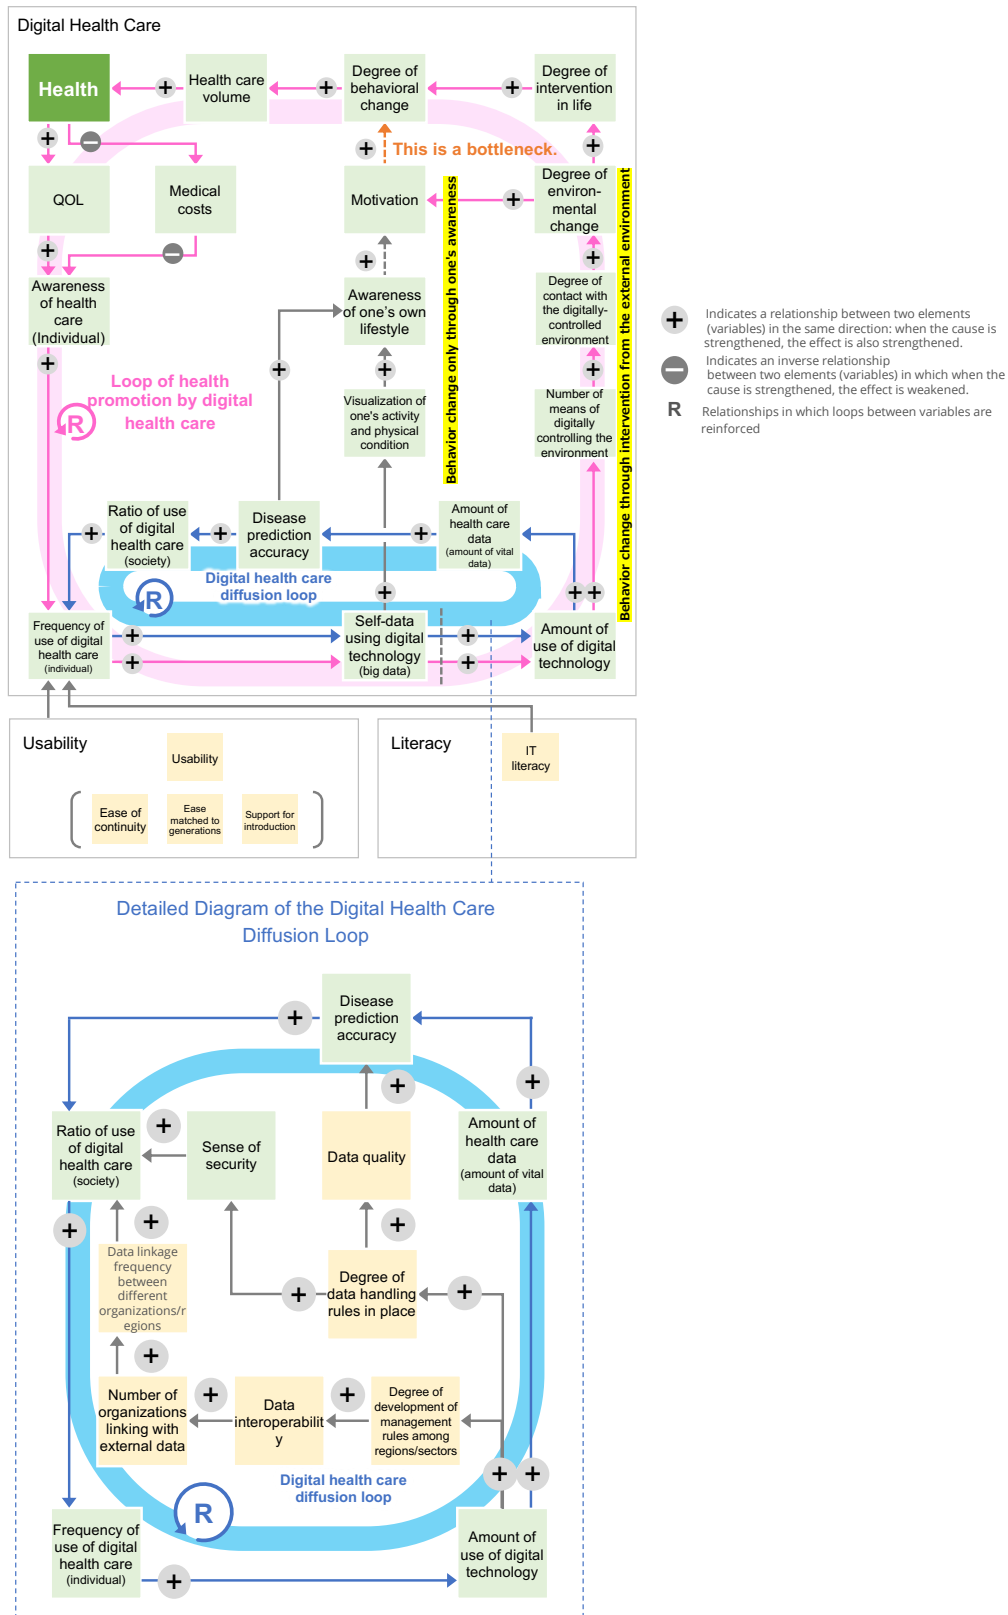 Digital Health Care
Health
+
Health care
volume
+
Degree of
behavioral
change
+
Degree of
intervention
in life
+
−
+
This is a bottleneck.
+
QOL
Medical
costs
Motivation
+
Degree of
environ-
mental
change
+
−
+
+
Awareness
of health
care
(Individual)
Awareness
of one's own
lifestyle
Degree of
contact with
the digitally-
controlled
environment
+
+
+
+
Loop of health
promotion by digital
health care
R
Visualization of
one's activity
and physical
condition
Number of
means of
digitally
controlling the
environment
Behavior change only through one's awareness
Behavior change through intervention from the external environment
+
Ratio of use
of digital
health care
(society)
+
Disease
prediction
accuracy
+
Amount of
health care
data
(amount of vital
data)
Digital health care
diffusion loop
R
+
+
+
Frequency of
use of digital
health care
(individual)
+
+
Self-data
using digital
technology
(big data)
+
+
Amount of
use of digital
technology
+
Indicates a relationship between two elements
(variables) in the same direction: when the cause is
strengthened, the effect is also strengthened.
−
Indicates an inverse relationship
between two elements (variables) in which when the
cause is strengthened, the effect is weakened.
R
Relationships in which loops between variables are
reinforced
Usability
Usability
Ease of
continuity
Ease
matched to
generations
Support for
introduction
Literacy
IT
literacy
Detailed Diagram of the Digital Health Care
Diffusion Loop
+
Disease
prediction
accuracy
+
+
Ratio of use
of digital
health care
(society)
+
Sense of
security
Data quality
Amount of
health care
data
(amount of vital
data)
+
+
+
Data linkage
frequency
between
different
organizations/r
egions
+
Degree of
data handling
rules in place
+
+
Number of
organizations
linking with
external data
+
Data
interoperabilit
y
+
Degree of
development of
management
rules among
regions/sectors
Digital health care
diffusion loop
R
+
+
Frequency of
use of digital
health care
(individual)
+
Amount of
use of digital
technology